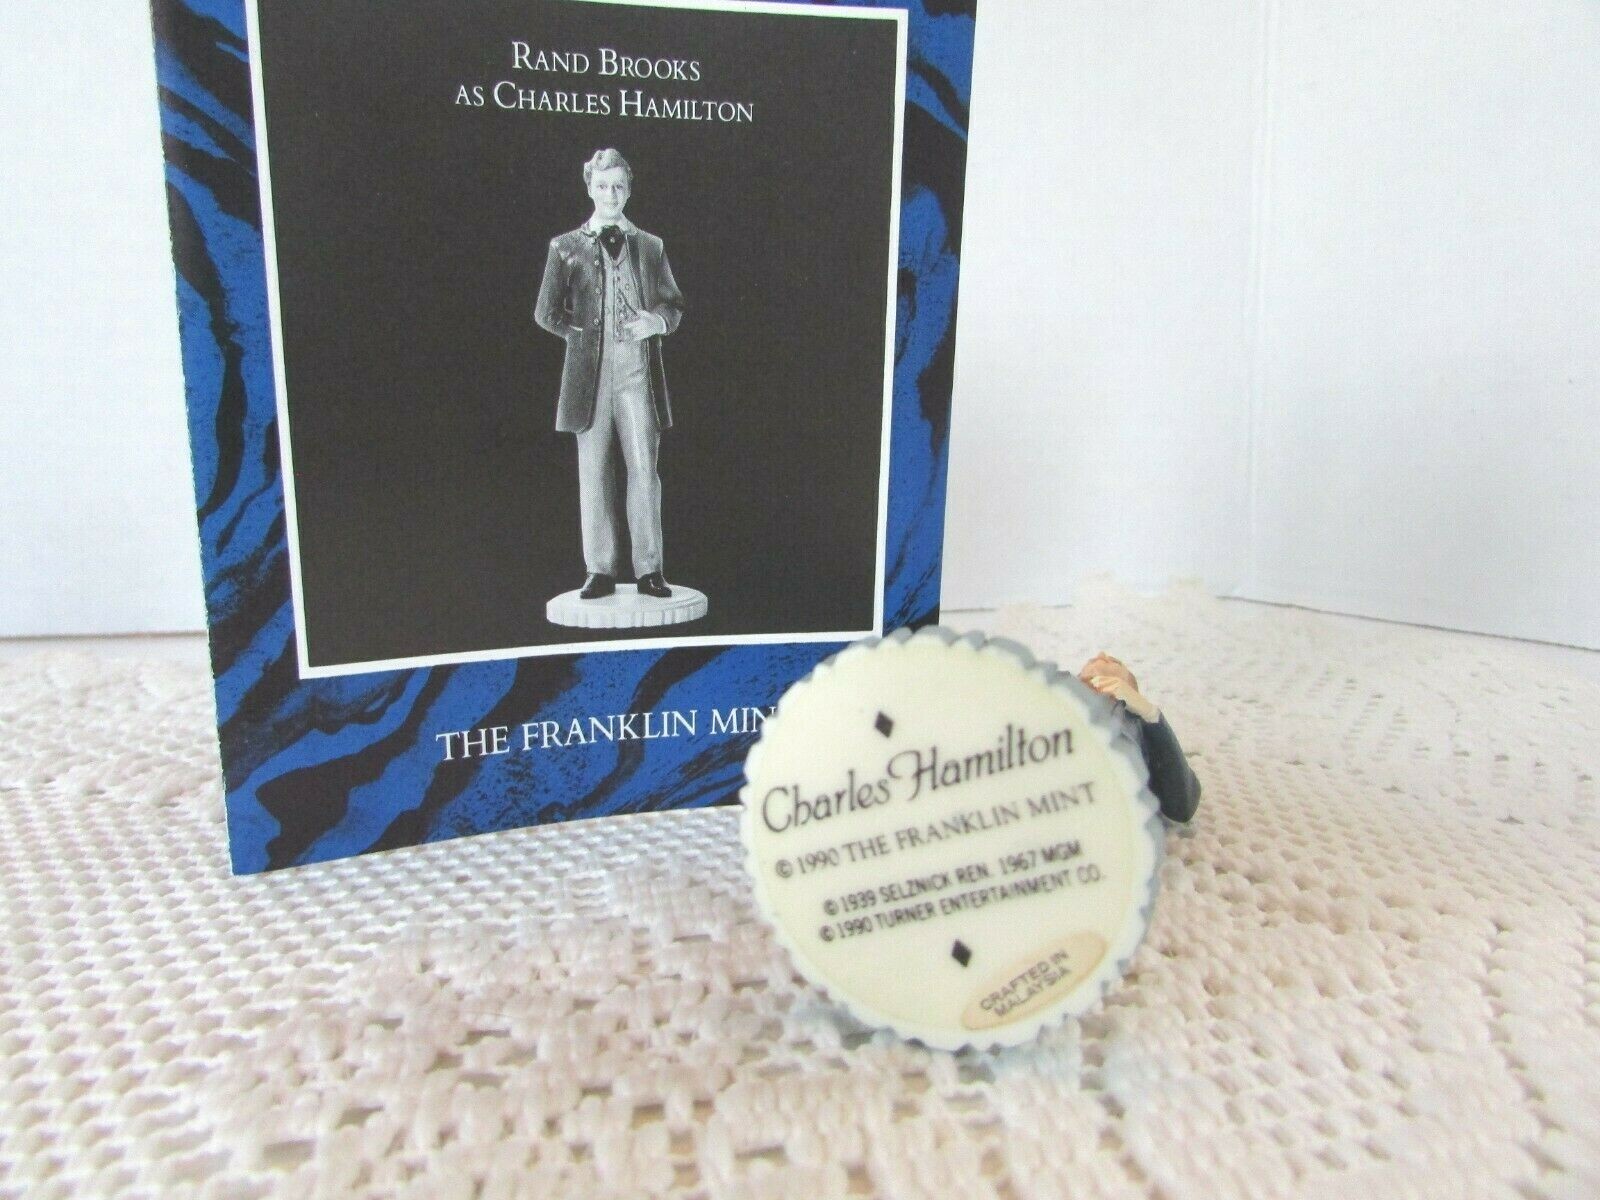 RAND BROOKS
AS CHARLES HAMILTON
THE FRANKLIN
Charles Hamilton
© 1990 THE FRANKLIN MINT
© 1939 SELZNICK REN. 1967 MGM
© 1990 TURNER ENTERTAINMENT CO.
CRAFTED IN
MALAYSIA